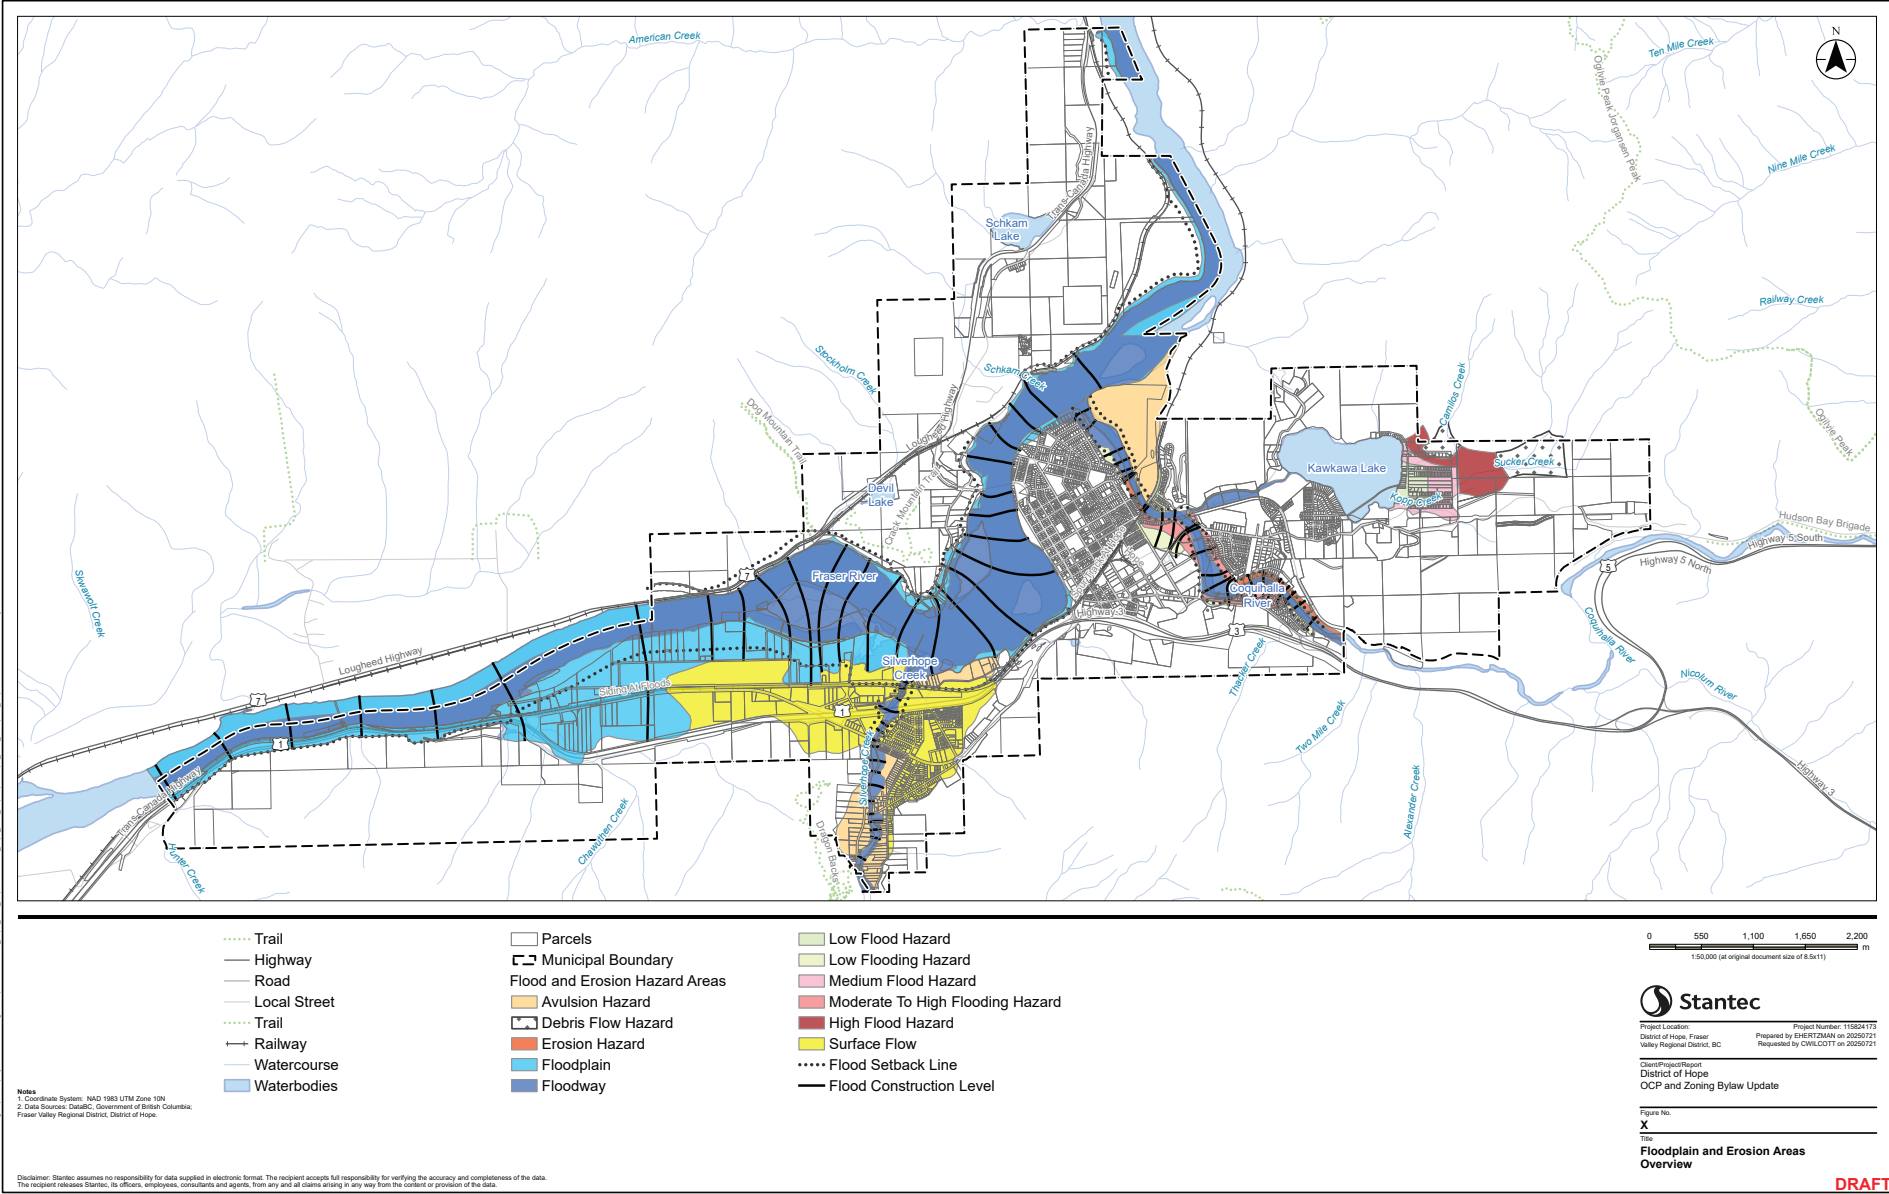 American Creek
Ten Mile Creek
N
Ogilvie Peak Jorgansen Peak
Nine Mile Creek
Trans-Canada Highway
Schkam
Lake
Railway Creek
Stockholm Creek
Schkam Creek
Camilos Creek
Dog Mountain Trail
Lougheed Highway
Ogilvie Peak
Kawkawa Lake
Sucker Creek
Devil
Lake
Crack Mountain Trail
Kopp Creek
Hudson Bay Brigade
Highway 5 South
Highway 5 North
5
Skwawolt Creek
7
Fraser River
Coquihalla
River
Highway 3
3
Coquihalla River
Lougheed Highway
Silverhope
Creek
Thacker Creek
Nicolum River
Siding At Floods
7
1
1
Two Mile Creek
Silverhope Creek
Highway 3
Trans-Canada Highway
Alexander Creek
Chawuthen Creek
Dragon Backs
Hunter Creek
Trail
Highway
Road
Local Street
Trail
Railway
Watercourse
Waterbodies
Parcels
Municipal Boundary
Flood and Erosion Hazard Areas
Avulsion Hazard
Debris Flow Hazard
Erosion Hazard
Floodplain
Floodway
Low Flood Hazard
Low Flooding Hazard
Medium Flood Hazard
Moderate To High Flooding Hazard
High Flood Hazard
Surface Flow
Flood Setback Line
Flood Construction Level
0 550 1,100 1,650 2,200
m
1:50,000 (at original document size of 8.5x11)
Stantec
Project Location: Project Number: 115824173
District of Hope, Fraser Prepared by EHERTZMAN on 20250721
Valley Regional District, BC Requested by CWILCOTT on 20250721
Client/Project/Report
District of Hope
OCP and Zoning Bylaw Update
Figure No.
X
Title
Floodplain and Erosion Areas
Overview
Notes
1. Coordinate System: NAD 1983 UTM Zone 10N
2. Data Sources: DataBC, Government of British Columbia;
Fraser Valley Regional District, District of Hope.
Disclaimer: Stantec assumes no responsibility for data supplied in electronic format. The recipient accepts full responsibility for verifying the accuracy and completeness of the data.
The recipient releases Stantec, its officers, employees, consultants and agents, from any and all claims arising in any way from the content or provision of the data.
DRAFT